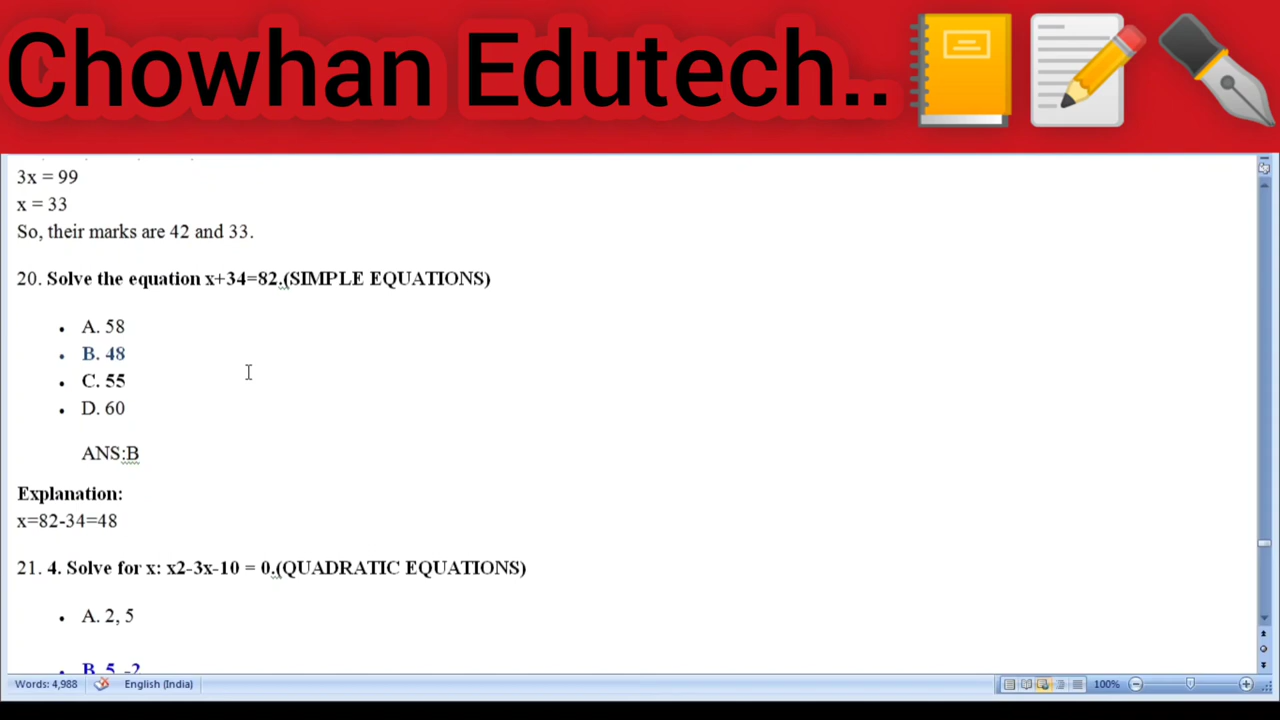 Chowhan Edutech..
3x = 99
x = 33
So, their marks are 42 and 33.
20. Solve the equation x+34=82.(SIMPLE EQUATIONS)
• A. 58
• B. 48
• C. 55
• D. 60
ANS:B
Explanation:
x=82-34=48
21. 4. Solve for x: x2-3x-10 = 0.(QUADRATIC EQUATIONS)
• A. 2, 5
• B. 5, -2
Words: 4,988 English (India) 100%